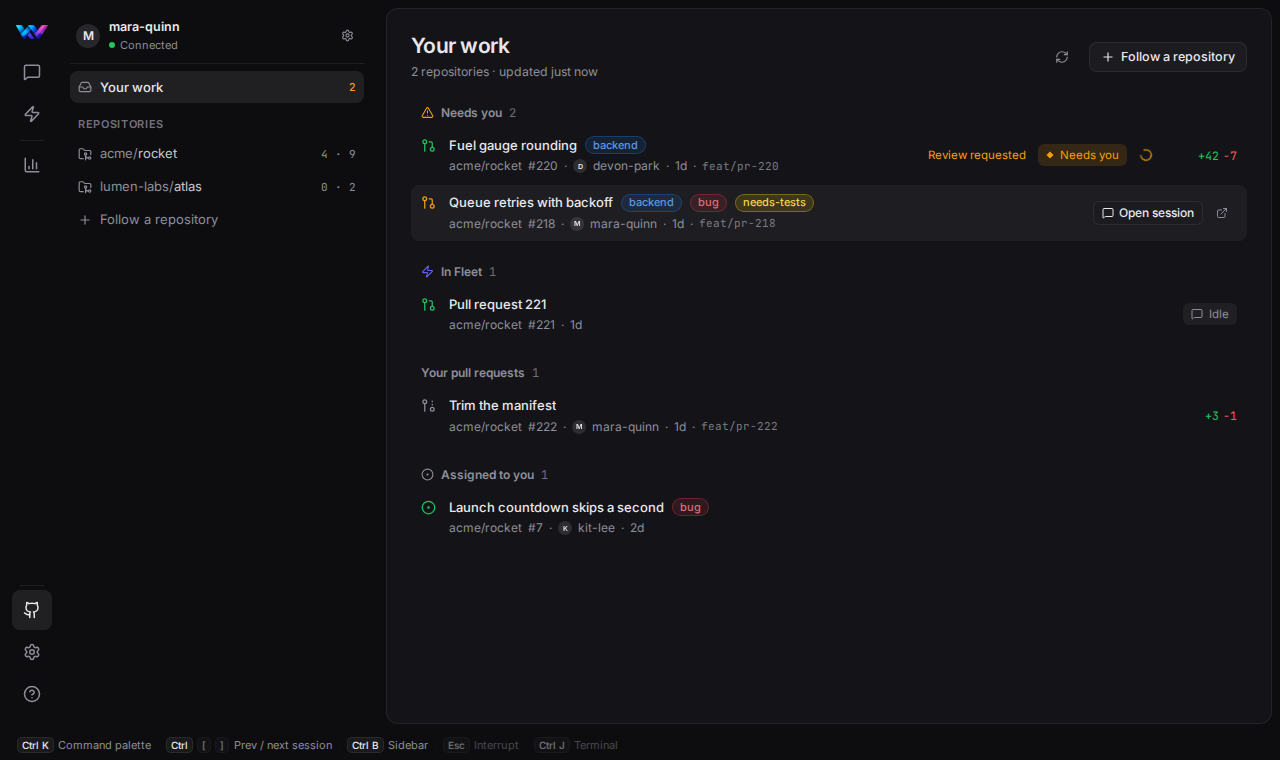 M
mara-quinn
Connected
Your work 2
REPOSITORIES
acme/rocket 4 · 9
lumen-labs/atlas 0 · 2
Follow a repository
Your work
2 repositories · updated just now
Follow a repository
Needs you 2
Fuel gauge rounding backend
acme/rocket #220 · D devon-park · 1d · feat/pr-220
Review requested Needs you +42 -7
Queue retries with backoff backend bug needs-tests
acme/rocket #218 · M mara-quinn · 1d · feat/pr-218
Open session
In Fleet 1
Pull request 221
acme/rocket #221 · 1d
Idle
Your pull requests 1
Trim the manifest
acme/rocket #222 · M mara-quinn · 1d · feat/pr-222
+3 -1
Assigned to you 1
Launch countdown skips a second bug
acme/rocket #7 · K kit-lee · 2d
Ctrl K Command palette Ctrl [ ] Prev / next session Ctrl B Sidebar Esc Interrupt Ctrl J Terminal